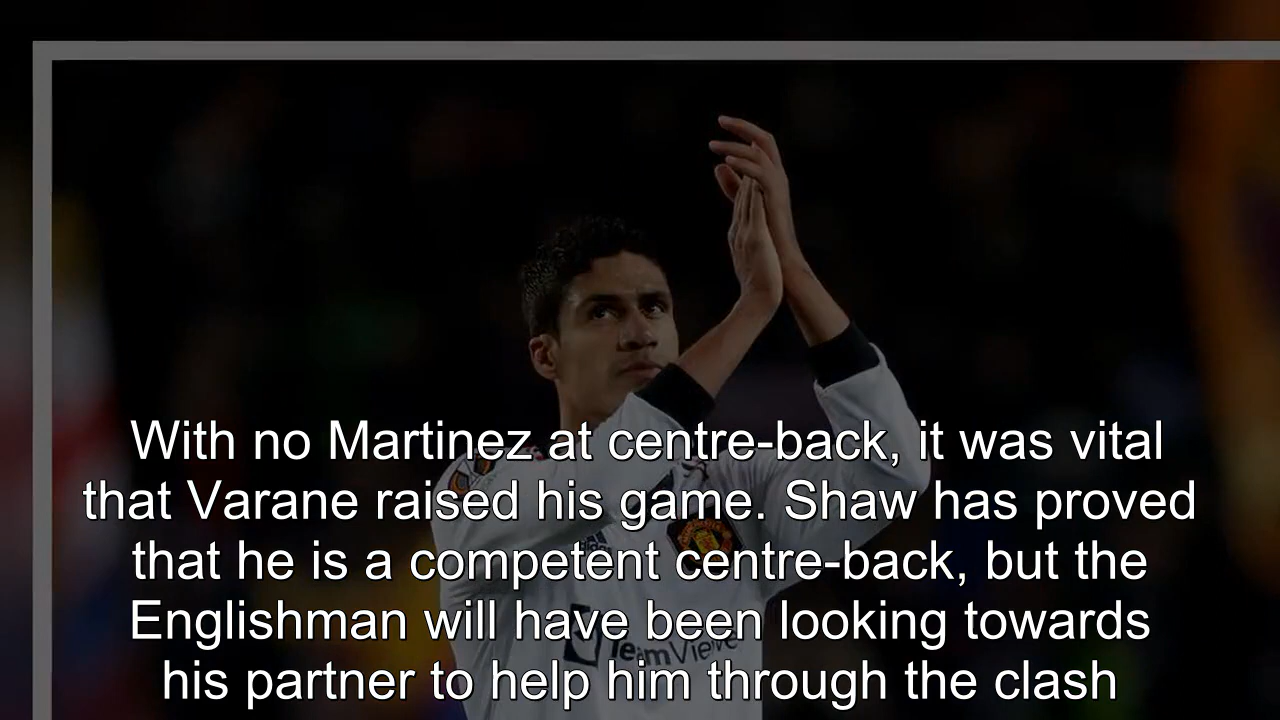 With no Martinez at centre-back, it was vital
that Varane raised his game. Shaw has proved
that he is a competent centre-back, but the
Englishman will have been looking towards
his partner to help him through the clash
TeamViewer